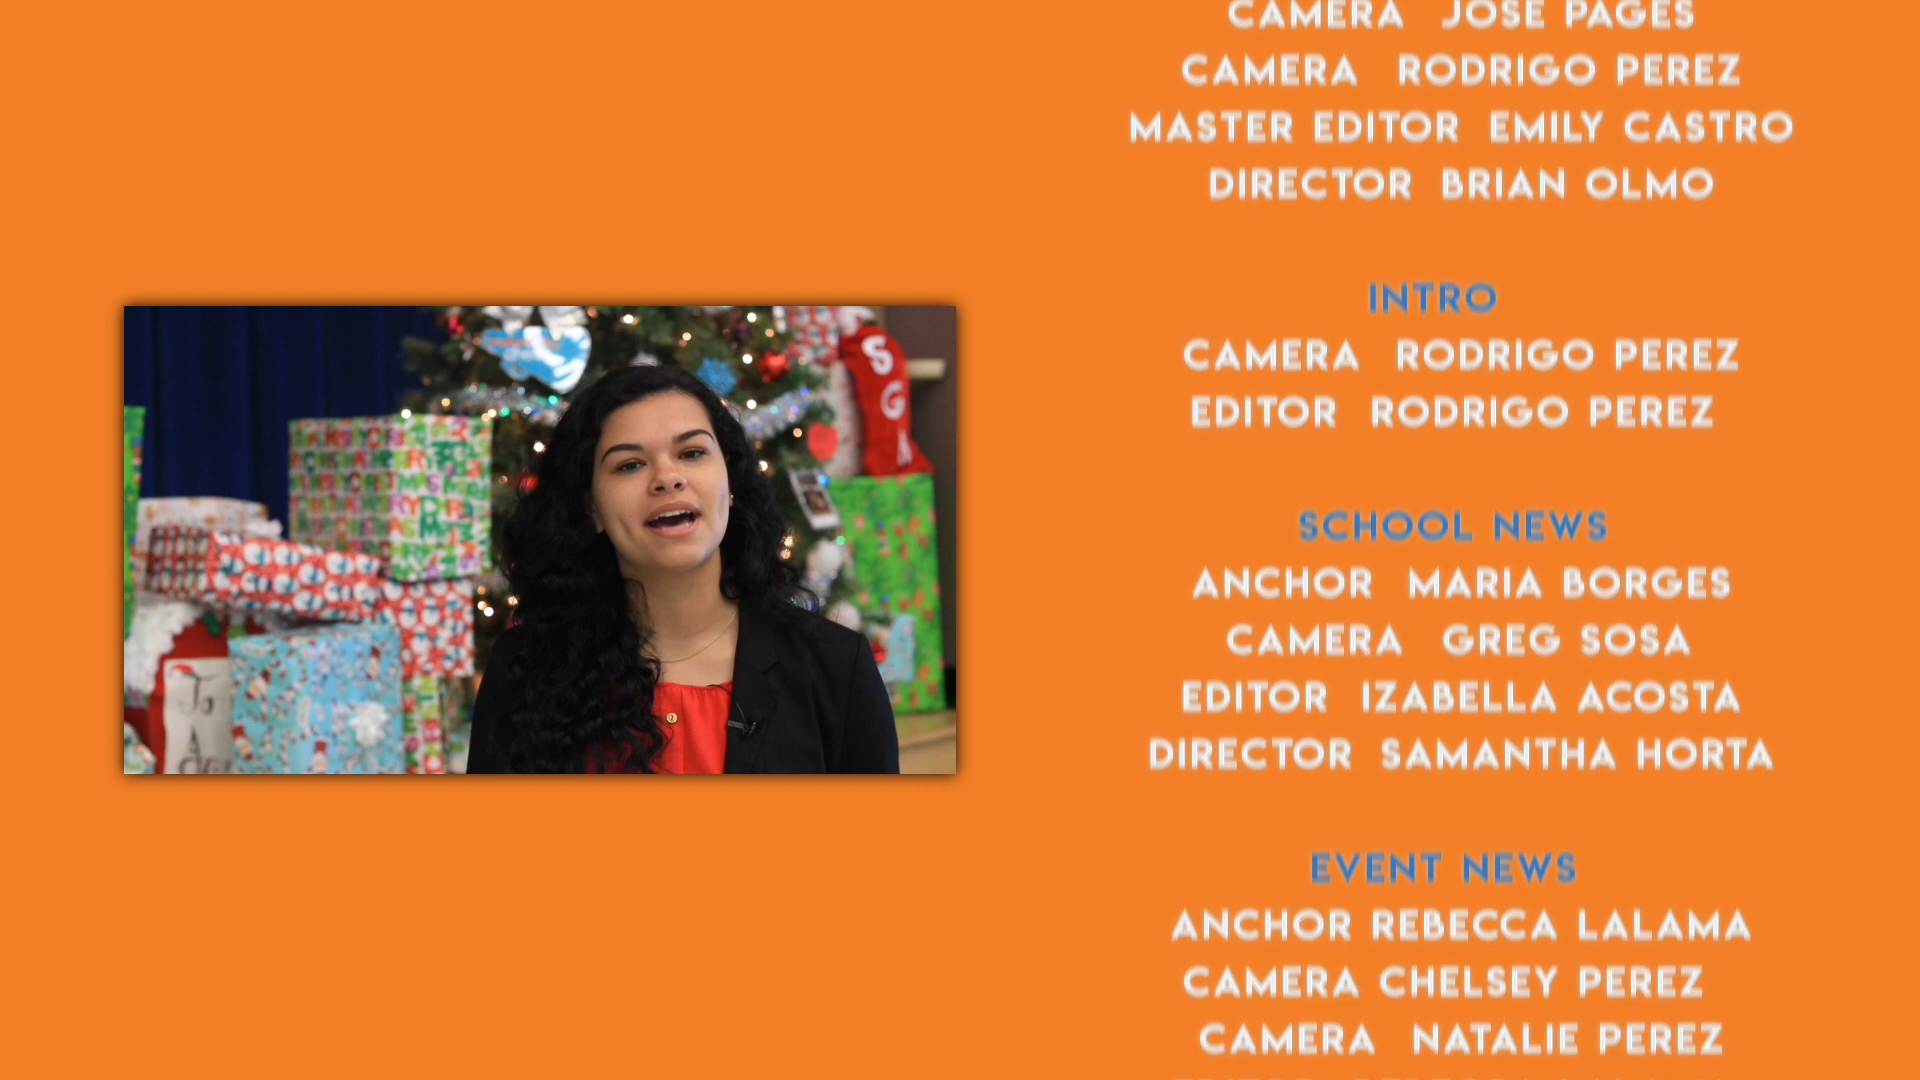 CAMERA JOSE PAGES
CAMERA RODRIGO PEREZ
MASTER EDITOR EMILY CASTRO
DIRECTOR BRIAN OLMO
INTRO
CAMERA RODRIGO PEREZ
EDITOR RODRIGO PEREZ
SCHOOL NEWS
ANCHOR MARIA BORGES
CAMERA GREG SOSA
EDITOR IZABELLA ACOSTA
DIRECTOR SAMANTHA HORTA
EVENT NEWS
ANCHOR REBECCA LALAMA
CAMERA CHELSEY PEREZ
CAMERA NATALIE PEREZ
SGA
To
A